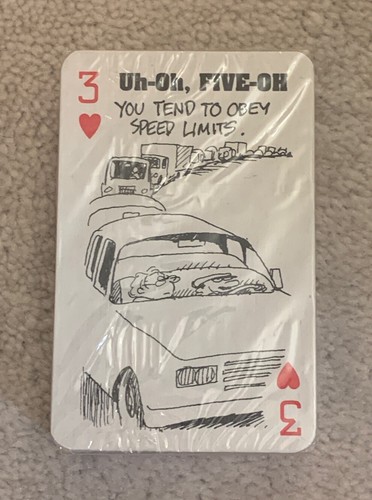 3 Uh-Oh, FiVE-OH
YOU TEND TO OBEY
SPEED LIMITS.
3